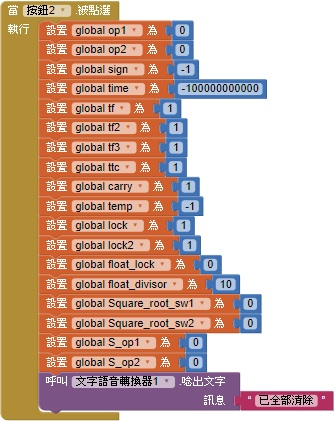 當 按鈕2 .被點選
執行 設置 global op1 為 0
設置 global op2 為 0
設置 global sign 為 -1
設置 global time 為 -100000000000
設置 global tf 為 1
設置 global tf2 為 1
設置 global tf3 為 1
設置 global ttc 為 1
設置 global carry 為 1
設置 global temp 為 -1
設置 global lock 為 1
設置 global lock2 為 1
設置 global float_lock 為 0
設置 global float_divisor 為 10
設置 global Square_root_sw1 為 0
設置 global Square_root_sw2 為 0
設置 global S_op1 為 0
設置 global S_op2 為 0
呼叫 文字語音轉換器1 .唸出文字
訊息 " 已全部清除 "